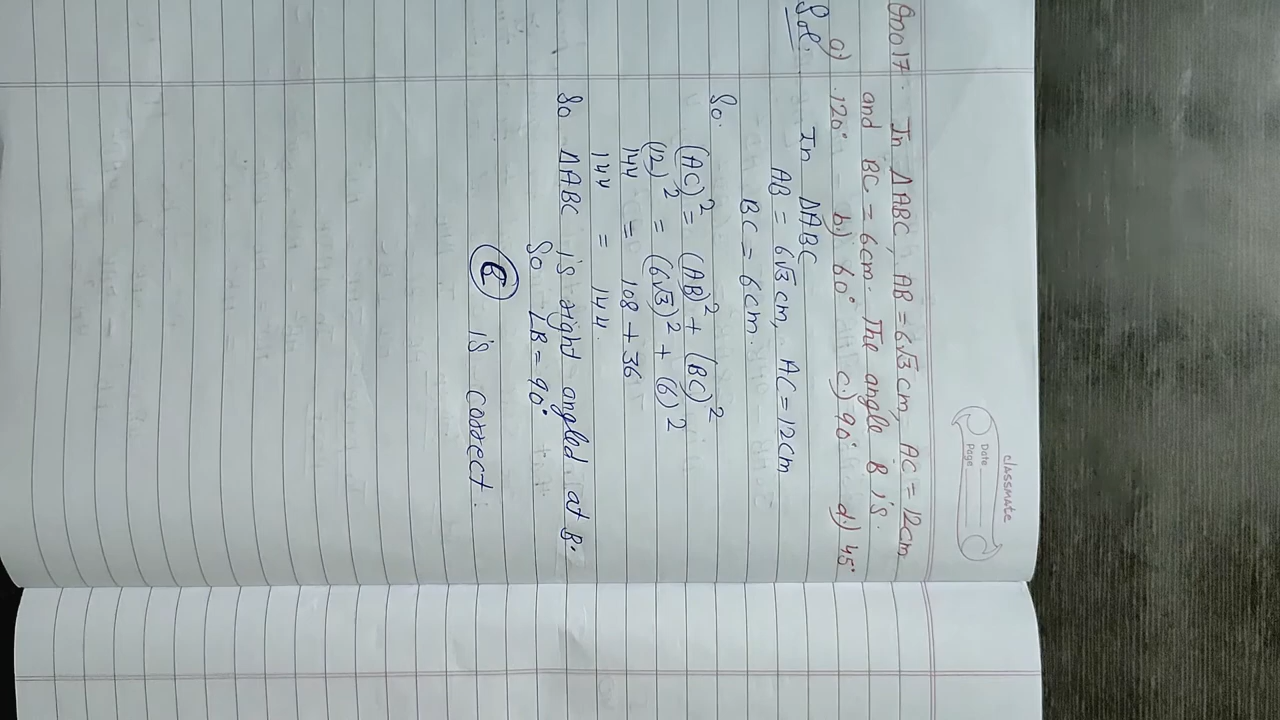 classmate
Date
Page
Qno17. In ΔABC, AB = 6√3 cm, AC = 12cm
and BC = 6cm. The angle B is.
a) 120° b) 60° c) 90° d) 45°
Sol. In ΔABC
AB = 6√3 cm, AC = 12cm
BC = 6cm.
So.
(AC)² = (AB)² + (BC)²
(12)² = (6√3)² + (6)²
144 = 108 + 36
144 = 144.
So ΔABC is right angled at B.
So ∠B = 90°
C is correct.